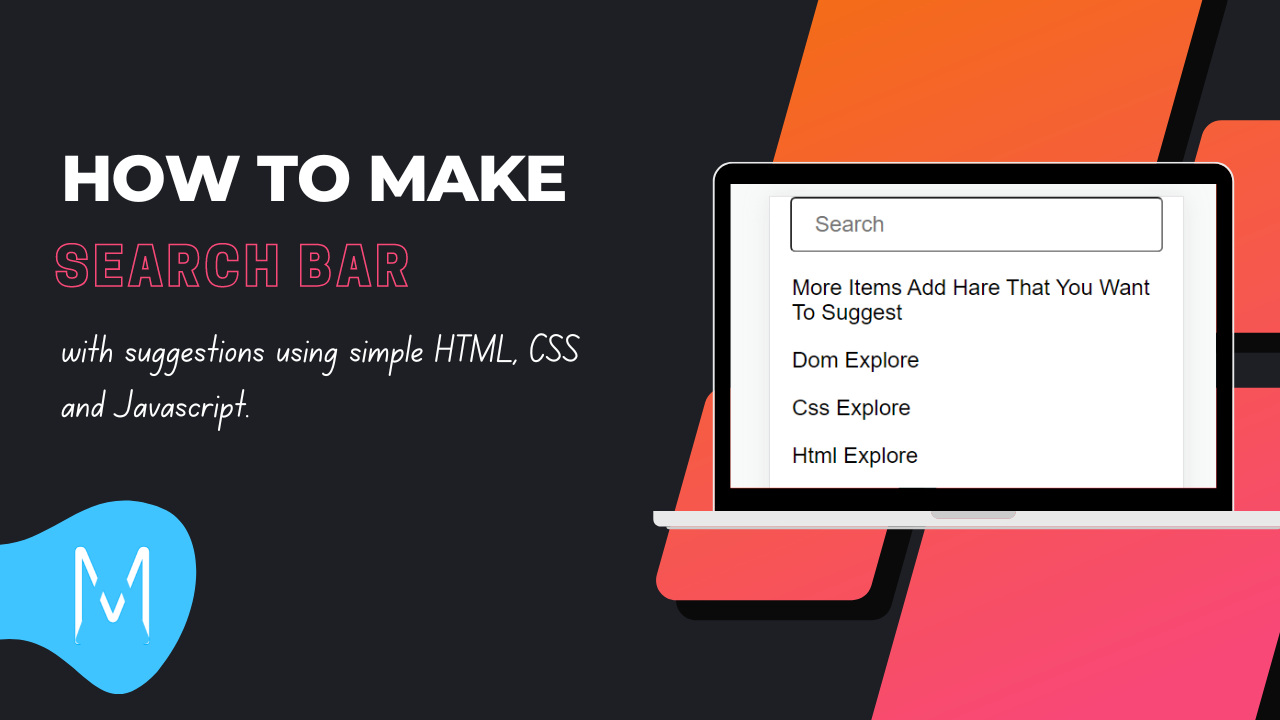 HOW TO MAKE
SEARCH BAR
with suggestions using simple HTML, CSS
and Javascript.
M
Search
More Items Add Hare That You Want
To Suggest
Dom Explore
Css Explore
Html Explore